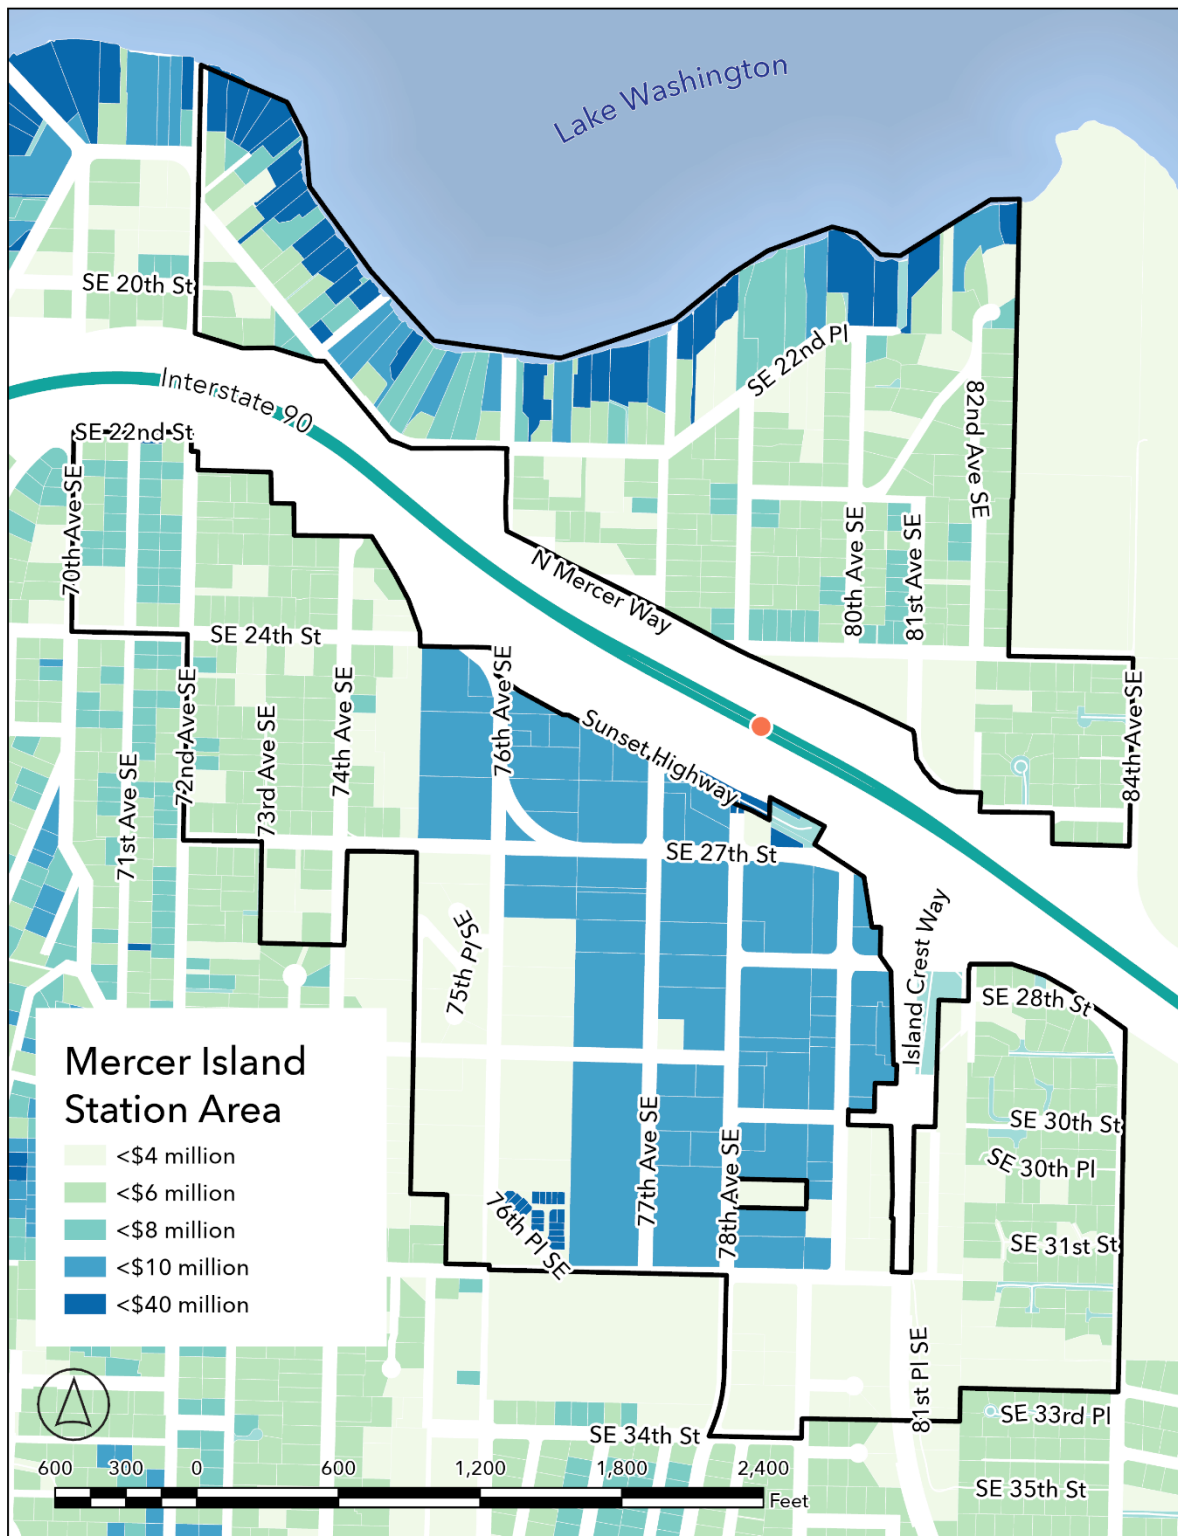 Lake Washington
SE 20th St
Interstate 90
SE 22nd St
SE 22nd Pl
82nd Ave SE
70th Ave SE
80th Ave SE
81st Ave SE
N Mercer Way
SE 24th St
76th Ave SE
72nd Ave SE
74th Ave SE
73rd Ave SE
71st Ave SE
84th Ave SE
Sunset Highway
SE 27th St
75th Pl SE
Island Crest Way
SE 28th St
Mercer Island
Station Area
<$4 million
<$6 million
<$8 million
<$10 million
<$40 million
77th Ave SE
78th Ave SE
76th Pl SE
SE 30th St
SE 30th Pl
SE 31st St
81st Pl SE
SE 33rd Pl
SE 34th St
SE 35th St
600 300 0 600 1,200 1,800 2,400
Feet